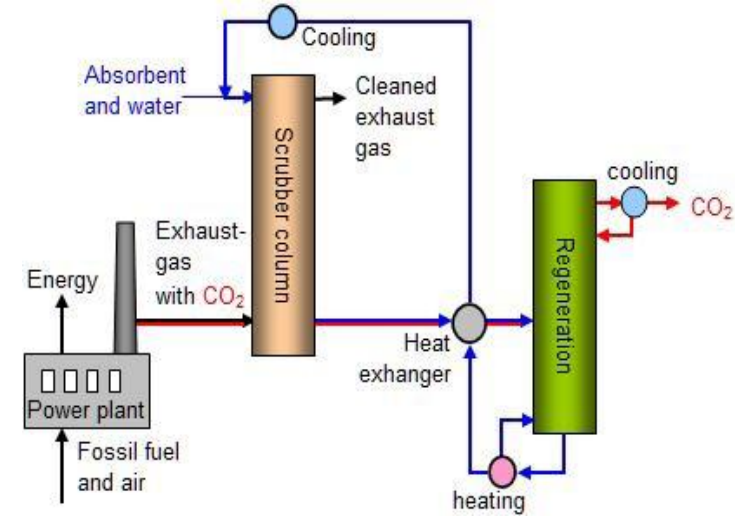 Cooling
Absorbent
and water
Cleaned
exhaust
gas
Scrubber column
cooling
CO₂
Exhaust-
gas
with CO₂
Energy
Regeneration
Heat
exhanger
Power plant
Fossil fuel
and air
heating